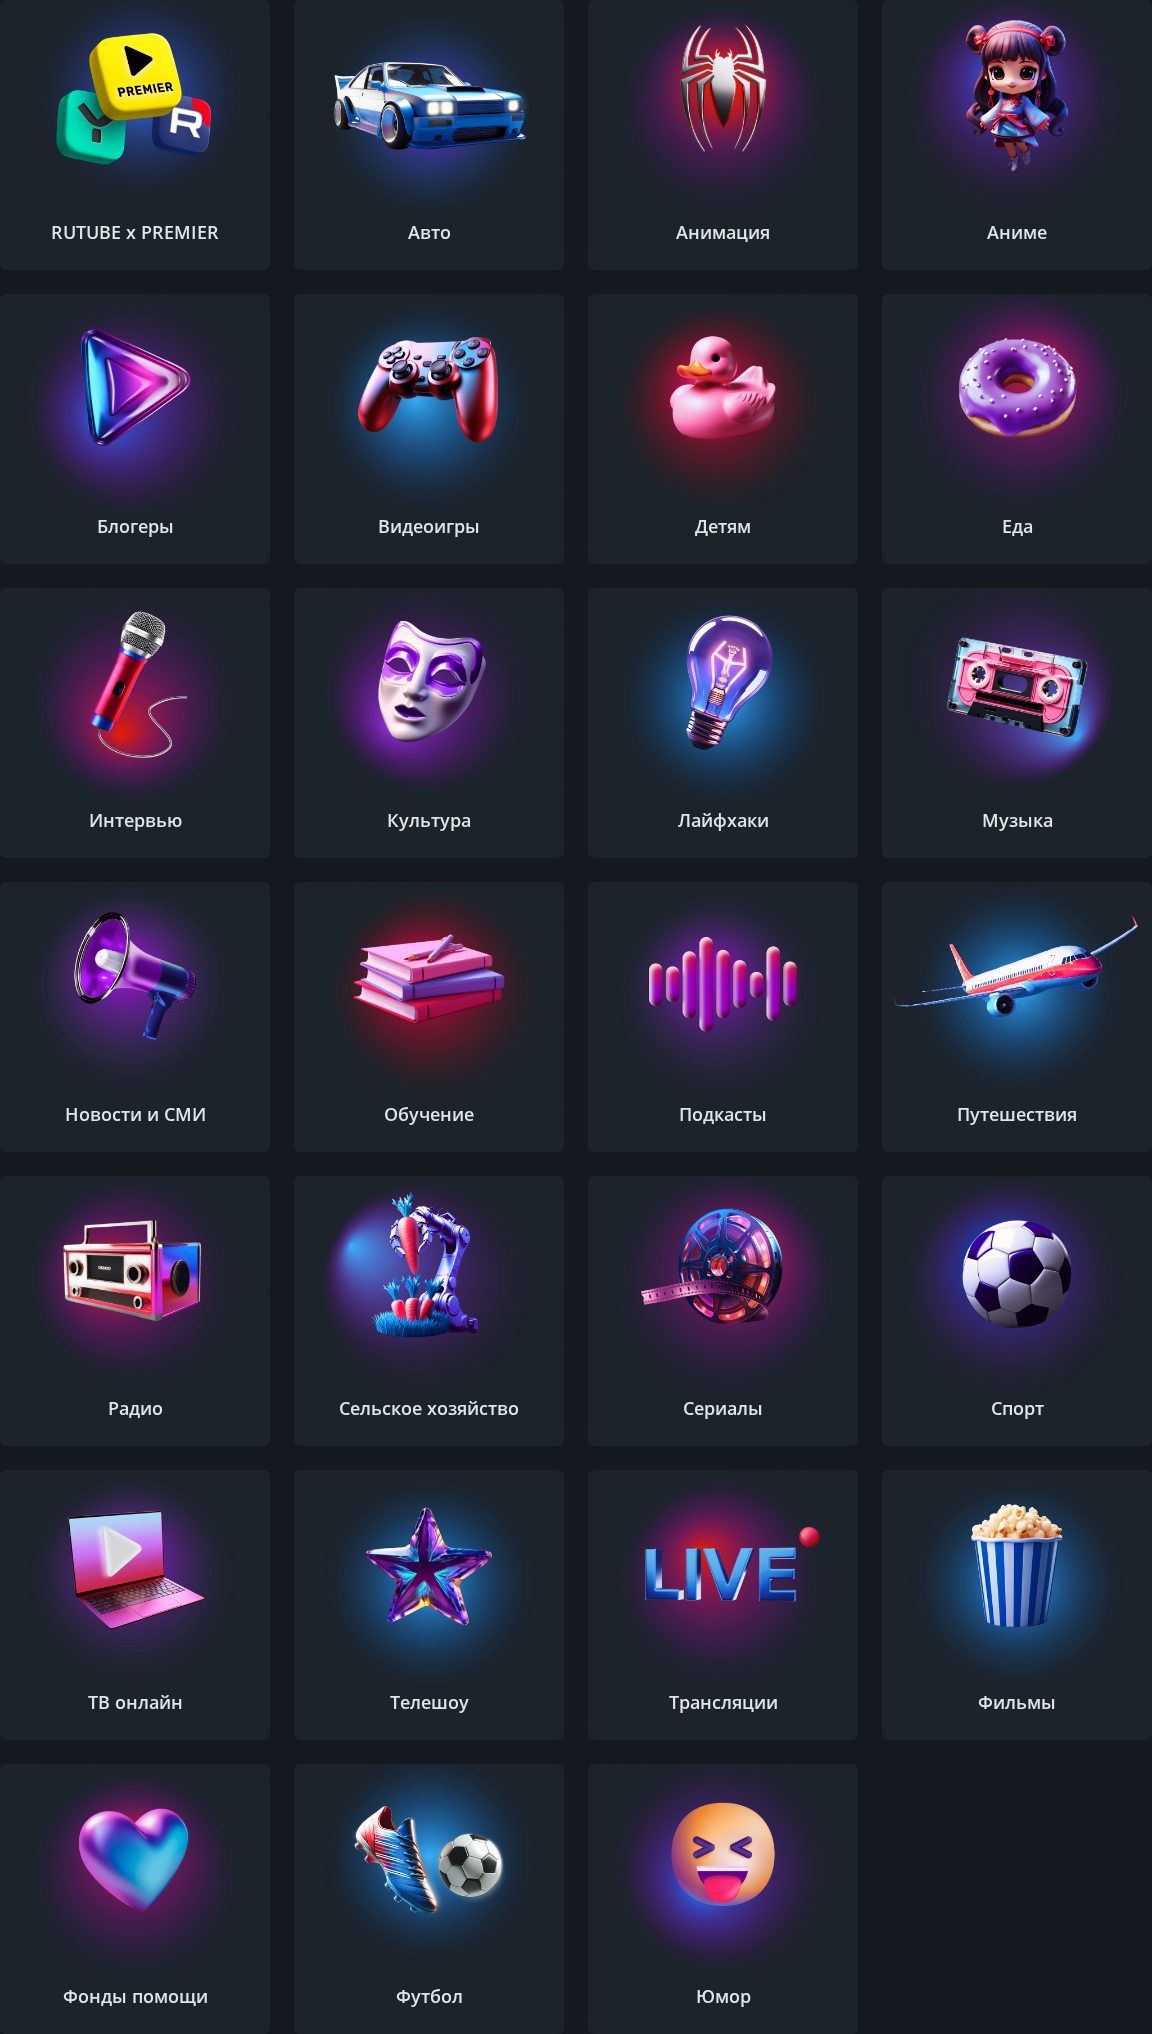 PREMIER
R
RUTUBE x PREMIER
Авто
Анимация
Аниме
Блогеры
Видеоигры
Детям
Еда
Интервью
Культура
Лайфхаки
Музыка
Новости и СМИ
Обучение
Подкасты
Путешествия
Радио
Сельское хозяйство
Сериалы
Спорт
LIVE
ТВ онлайн
Телешоу
Трансляции
Фильмы
Фонды помощи
Футбол
Юмор